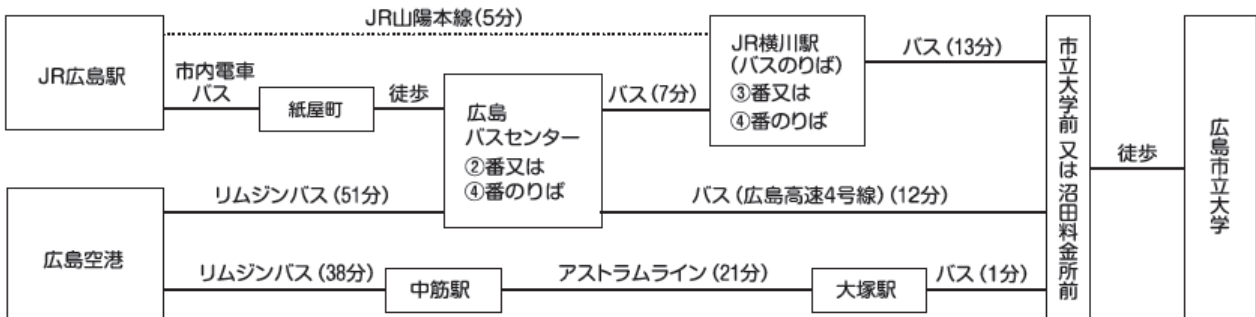 JR山陽本線(5分)
JR広島駅
市内電車
バス
紙屋町
徒歩
広島
バスセンター
②番又は
④番のりば
バス(7分)
JR横川駅
(バスのりば)
③番又は
④番のりば
バス(13分)
市立大学前 又は 沼田料金所前
徒歩
広島市立大学
広島空港
リムジンバス(51分)
バス(広島高速4号線)(12分)
リムジンバス(38分)
中筋駅
アストラムライン(21分)
大塚駅
バス(1分)